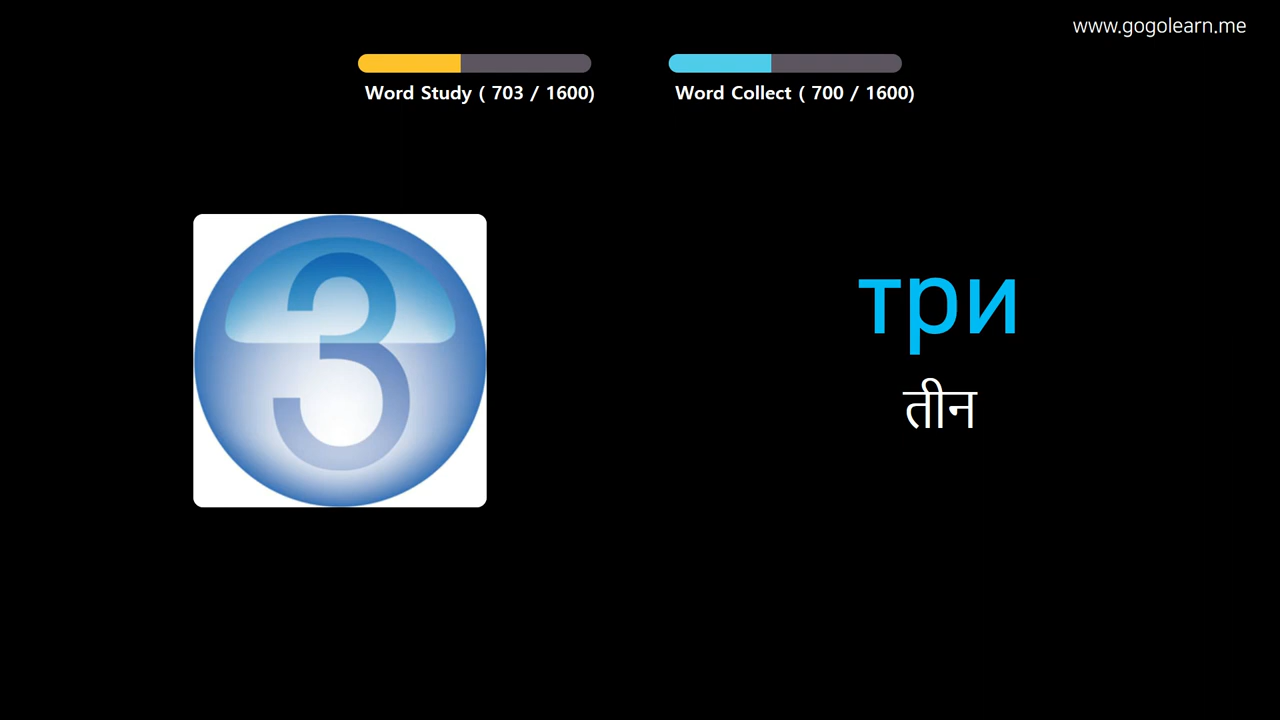 www.gogolearn.me
Word Study ( 703 / 1600)
Word Collect ( 700 / 1600)
3
три
तीन